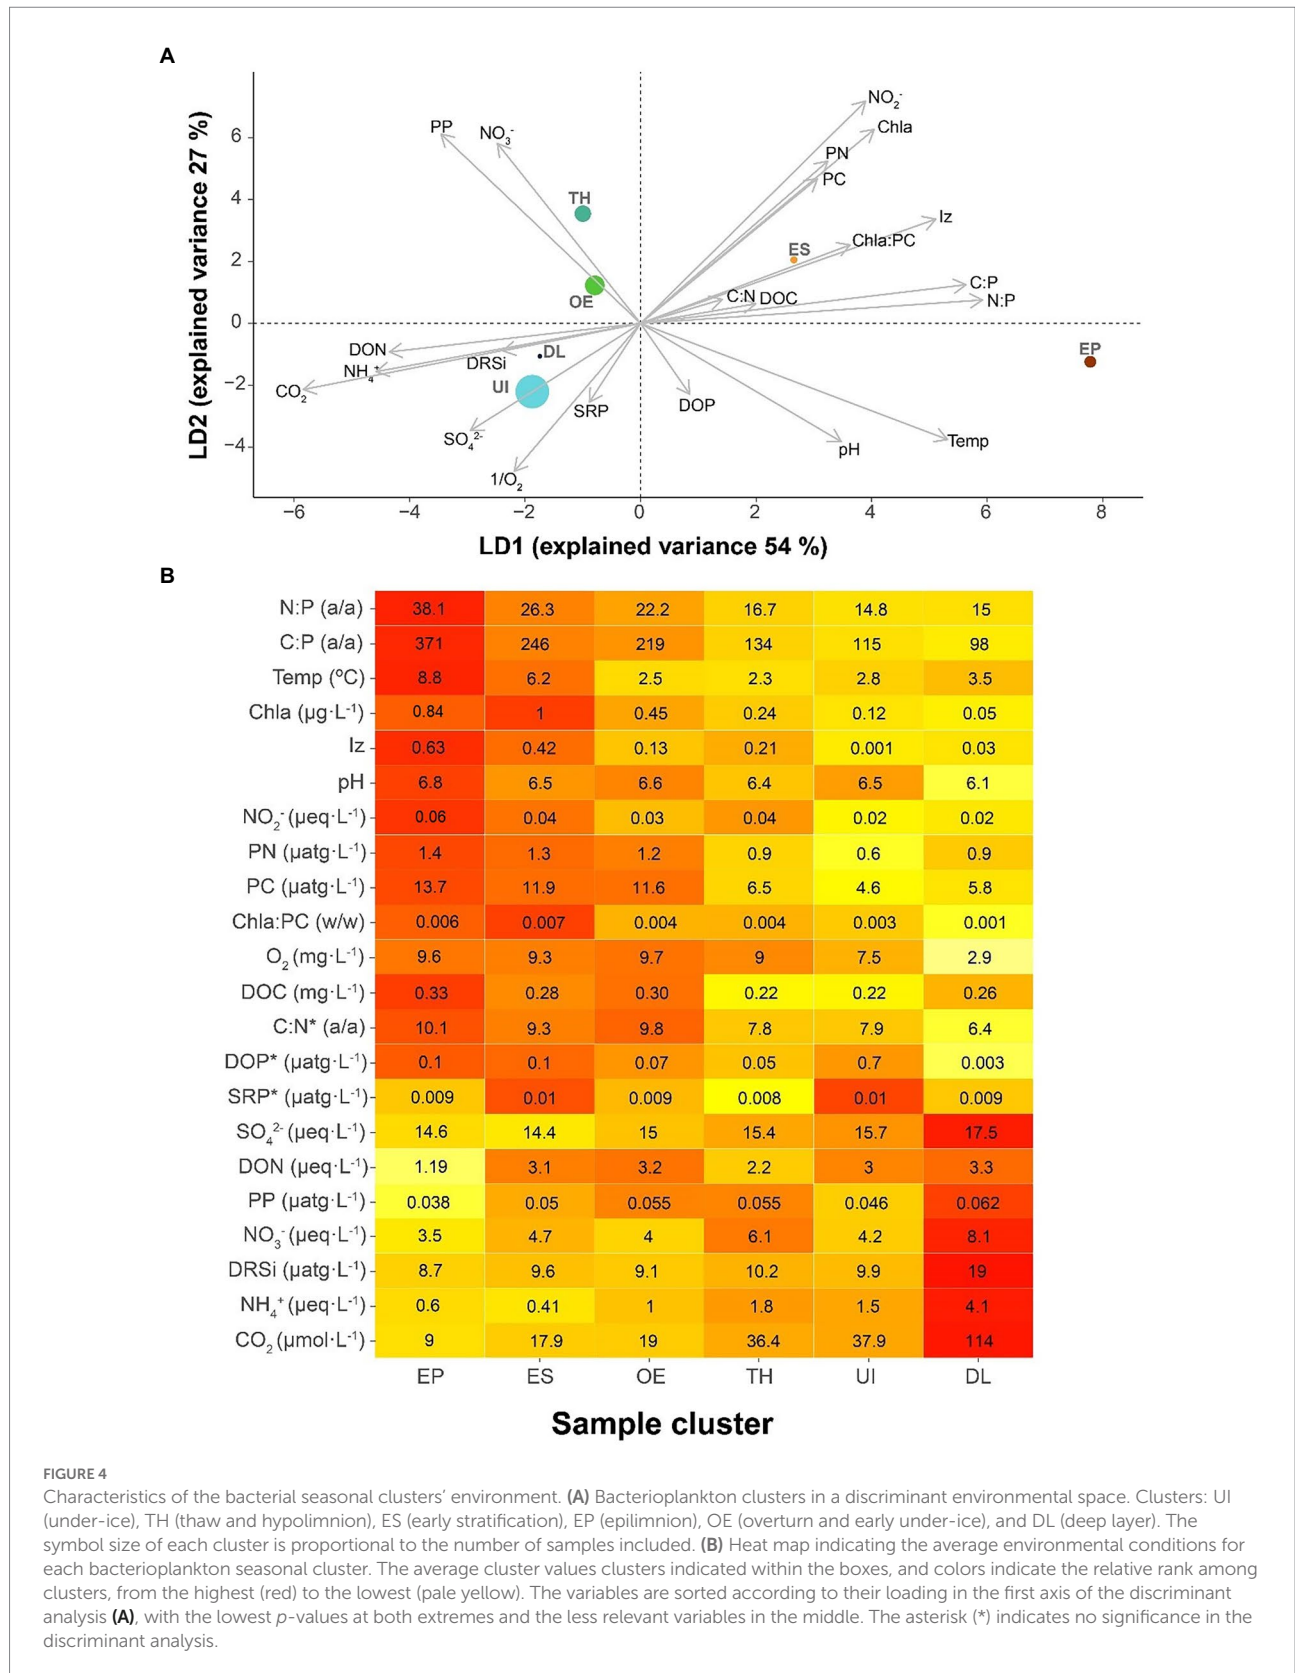 A
LD2 (explained variance 27 %)
6
4
2
0
−2
−4
PP
NO₃⁻
NO₂⁻
Chla
PN
PC
TH
Iz
ES
Chla:PC
OE
C:N
DOC
C:P
N:P
DON
NH₄⁺
CO₂
DRSi
DL
UI
EP
SRP
DOP
SO₄²⁻
1/O₂
pH
Temp
−6 −4 −2 0 2 4 6 8
LD1 (explained variance 54 %)
B
N:P (a/a) 38.1 26.3 22.2 16.7 14.8 15
C:P (a/a) 371 246 219 134 115 98
Temp (ºC) 8.8 6.2 2.5 2.3 2.8 3.5
Chla (µg·L⁻¹) 0.84 1 0.45 0.24 0.12 0.05
Iz 0.63 0.42 0.13 0.21 0.001 0.03
pH 6.8 6.5 6.6 6.4 6.5 6.1
NO₂⁻ (µeq·L⁻¹) 0.06 0.04 0.03 0.04 0.02 0.02
PN (µatg·L⁻¹) 1.4 1.3 1.2 0.9 0.6 0.9
PC (µatg·L⁻¹) 13.7 11.9 11.6 6.5 4.6 5.8
Chla:PC (w/w) 0.006 0.007 0.004 0.004 0.003 0.001
O₂ (mg·L⁻¹) 9.6 9.3 9.7 9 7.5 2.9
DOC (mg·L⁻¹) 0.33 0.28 0.30 0.22 0.22 0.26
C:N* (a/a) 10.1 9.3 9.8 7.8 7.9 6.4
DOP* (µatg·L⁻¹) 0.1 0.1 0.07 0.05 0.7 0.003
SRP* (µatg·L⁻¹) 0.009 0.01 0.009 0.008 0.01 0.009
SO₄²⁻ (µeq·L⁻¹) 14.6 14.4 15 15.4 15.7 17.5
DON (µeq·L⁻¹) 1.19 3.1 3.2 2.2 3 3.3
PP (µatg·L⁻¹) 0.038 0.05 0.055 0.055 0.046 0.062
NO₃⁻ (µeq·L⁻¹) 3.5 4.7 4 6.1 4.2 8.1
DRSi (µatg·L⁻¹) 8.7 9.6 9.1 10.2 9.9 19
NH₄⁺ (µeq·L⁻¹) 0.6 0.41 1 1.8 1.5 4.1
CO₂ (µmol·L⁻¹) 9 17.9 19 36.4 37.9 114
EP ES OE TH UI DL
Sample cluster
FIGURE 4
Characteristics of the bacterial seasonal clusters’ environment. (A) Bacterioplankton clusters in a discriminant environmental space. Clusters: UI
(under-ice), TH (thaw and hypolimnion), ES (early stratification), EP (epilimnion), OE (overturn and early under-ice), and DL (deep layer). The
symbol size of each cluster is proportional to the number of samples included. (B) Heat map indicating the average environmental conditions for
each bacterioplankton seasonal cluster. The average cluster values clusters indicated within the boxes, and colors indicate the relative rank among
clusters, from the highest (red) to the lowest (pale yellow). The variables are sorted according to their loading in the first axis of the discriminant
analysis (A), with the lowest p-values at both extremes and the less relevant variables in the middle. The asterisk (*) indicates no significance in the
discriminant analysis.